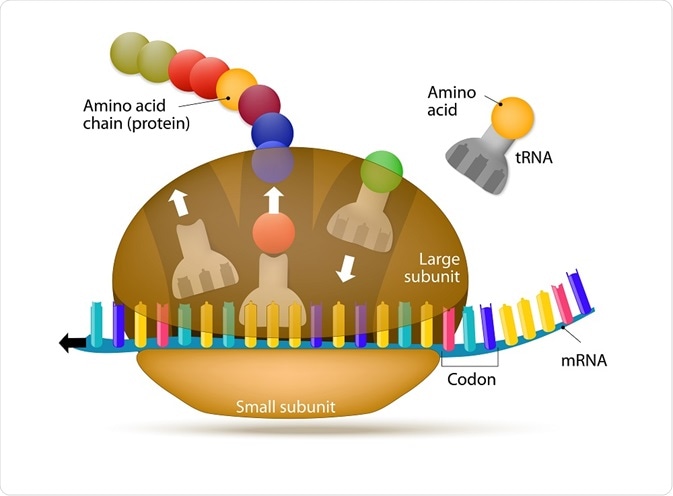 Amino acid
chain (protein)
Amino
acid
tRNA
Large
subunit
mRNA
Codon
Small subunit